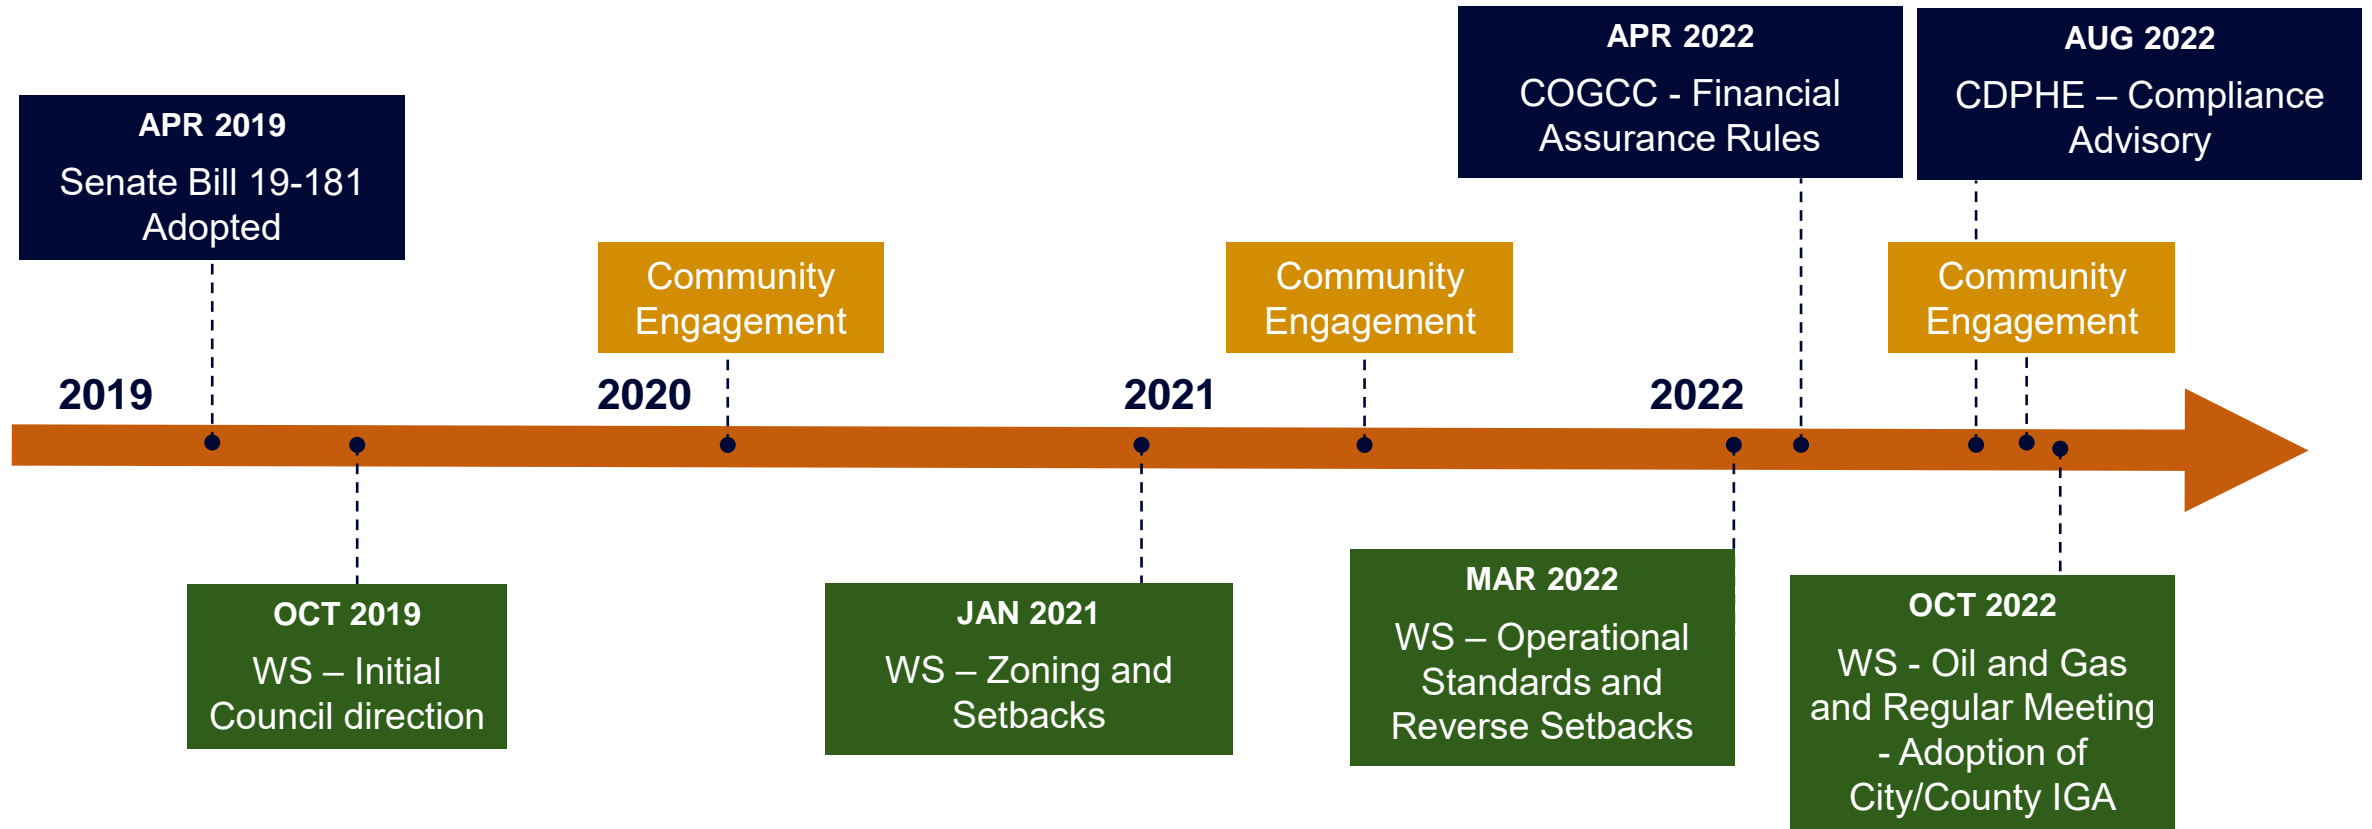 APR 2019
Senate Bill 19-181
Adopted
APR 2022
COGCC - Financial
Assurance Rules
AUG 2022
CDPHE – Compliance
Advisory
Community
Engagement
Community
Engagement
Community
Engagement
2019
2020
2021
2022
OCT 2019
WS – Initial
Council direction
JAN 2021
WS – Zoning and
Setbacks
MAR 2022
WS – Operational
Standards and
Reverse Setbacks
OCT 2022
WS - Oil and Gas
and Regular Meeting
- Adoption of
City/County IGA